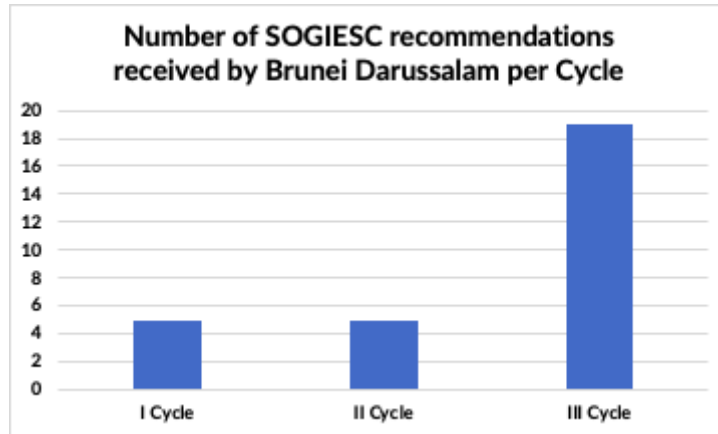 Number of SOGIESC recommendations
received by Brunei Darussalam per Cycle
20
18
16
14
12
10
8
6
4
2
0
I Cycle
II Cycle
III Cycle